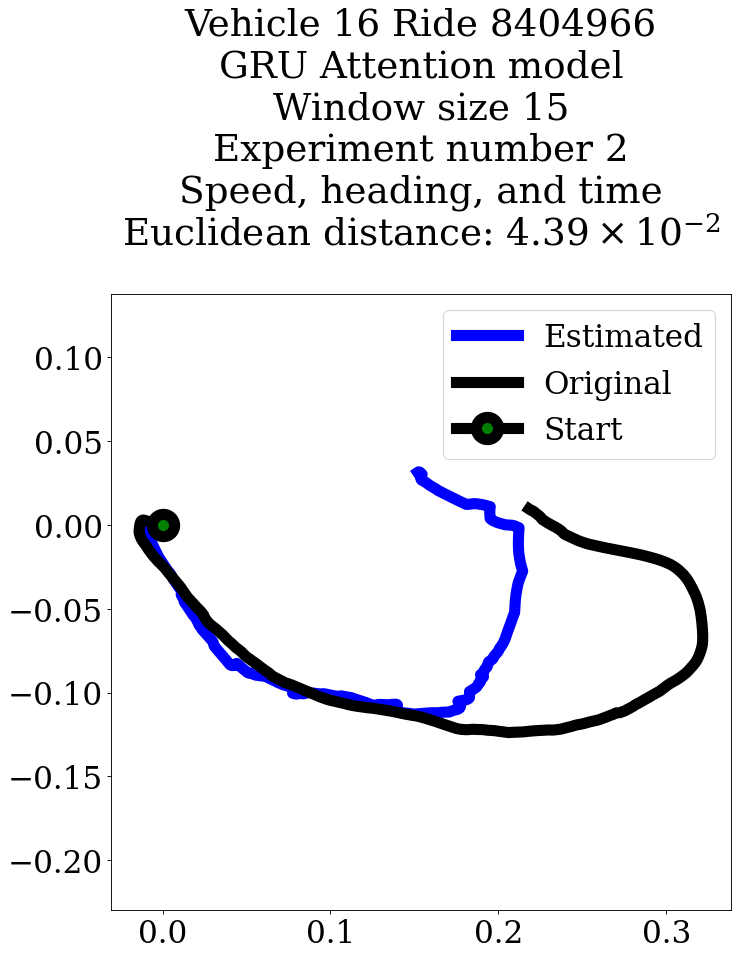 Vehicle 16 Ride 8404966
GRU Attention model
Window size 15
Experiment number 2
Speed, heading, and time
Euclidean distance: 4.39 × 10⁻²
Estimated
Original
Start
0.10
0.05
0.00
−0.05
−0.10
−0.15
−0.20
0.0 0.1 0.2 0.3